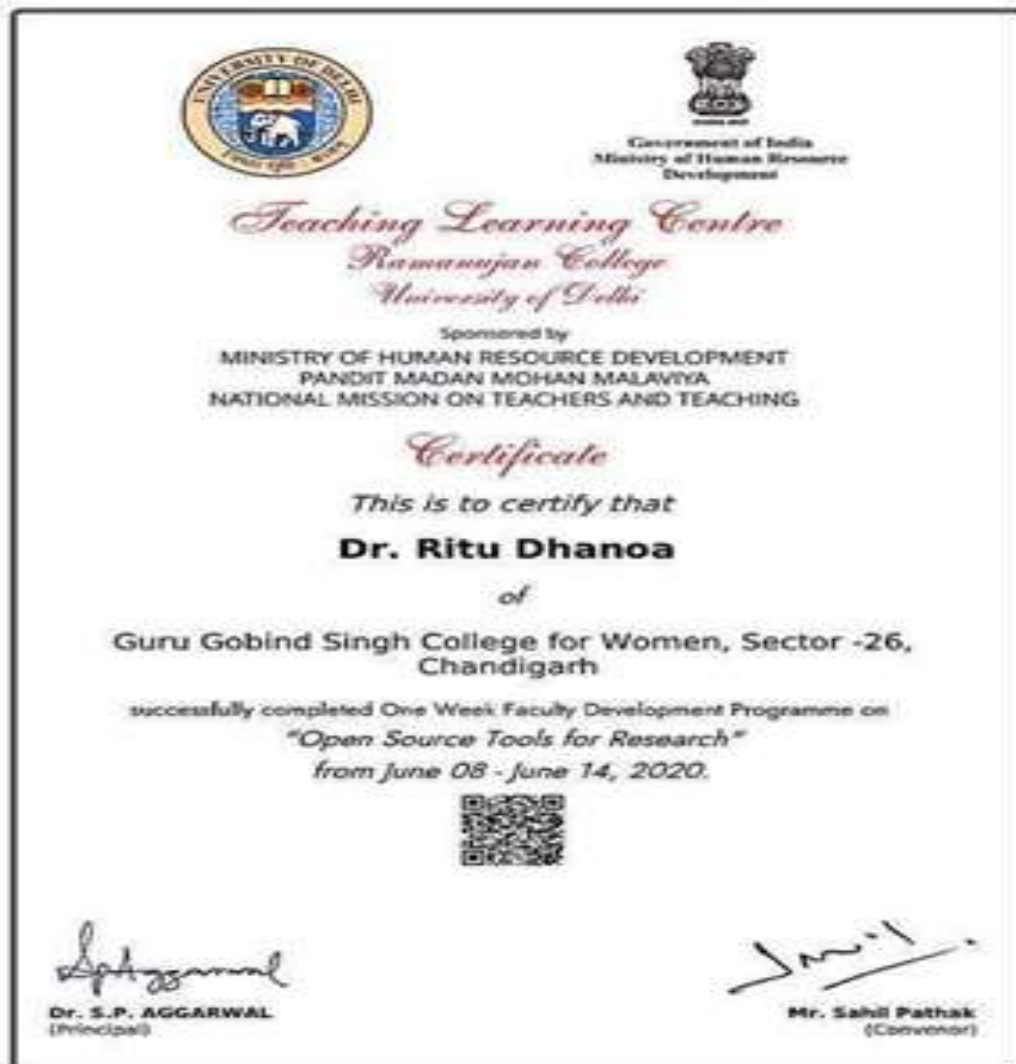 UNIVERSITY OF DELHI
Government of India
Ministry of Human Resource
Development
Teaching Learning Centre
Ramanujan College
University of Delhi
Sponsored by
MINISTRY OF HUMAN RESOURCE DEVELOPMENT
PANDIT MADAN MOHAN MALAVIYA
NATIONAL MISSION ON TEACHERS AND TEACHING
Certificate
This is to certify that
Dr. Ritu Dhanoa
of
Guru Gobind Singh College for Women, Sector -26,
Chandigarh
successfully completed One Week Faculty Development Programme on
"Open Source Tools for Research"
from June 08 - June 14, 2020.
SpAggarwal
Dr. S.P. AGGARWAL
(Principal)
Mr. Sahil Pathak
(Convenor)